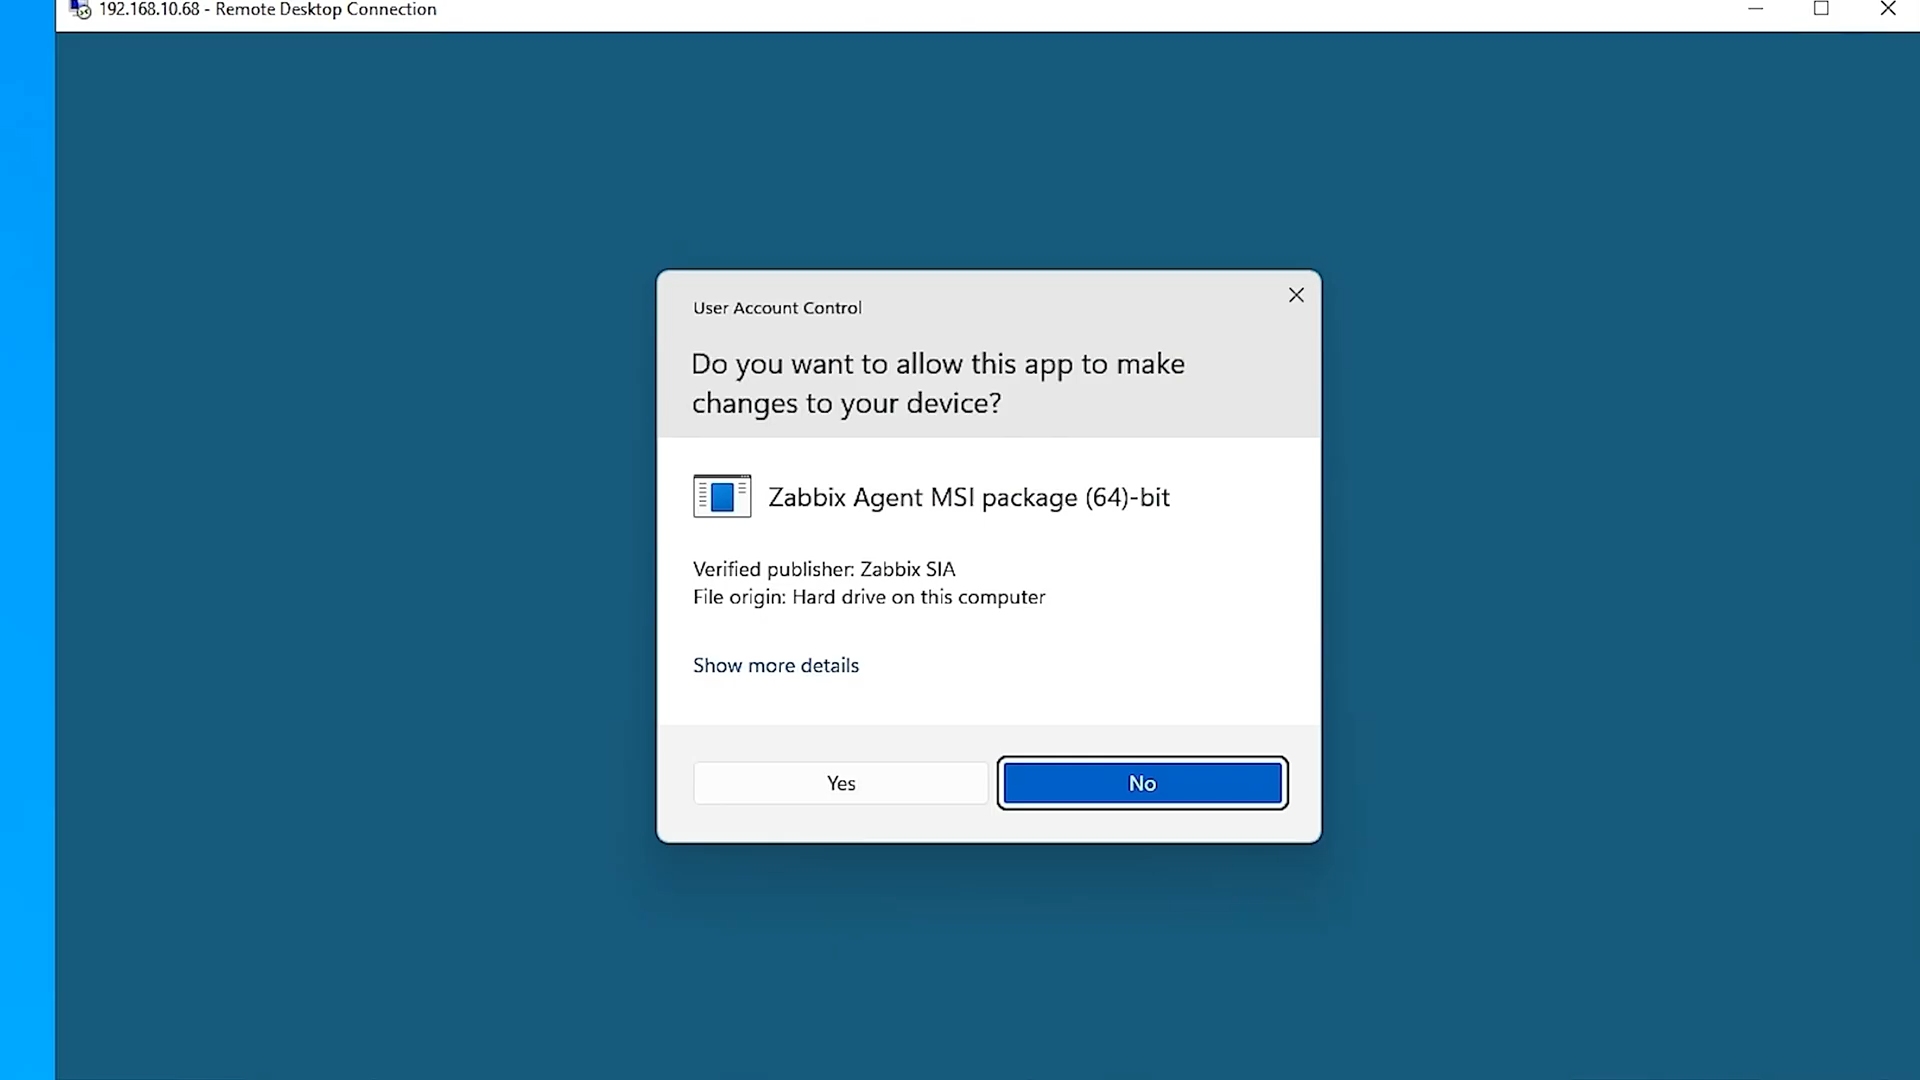 192.168.10.68 - Remote Desktop Connection
User Account Control
Do you want to allow this app to make
changes to your device?
Zabbix Agent MSI package (64)-bit
Verified publisher: Zabbix SIA
File origin: Hard drive on this computer
Show more details
Yes
No